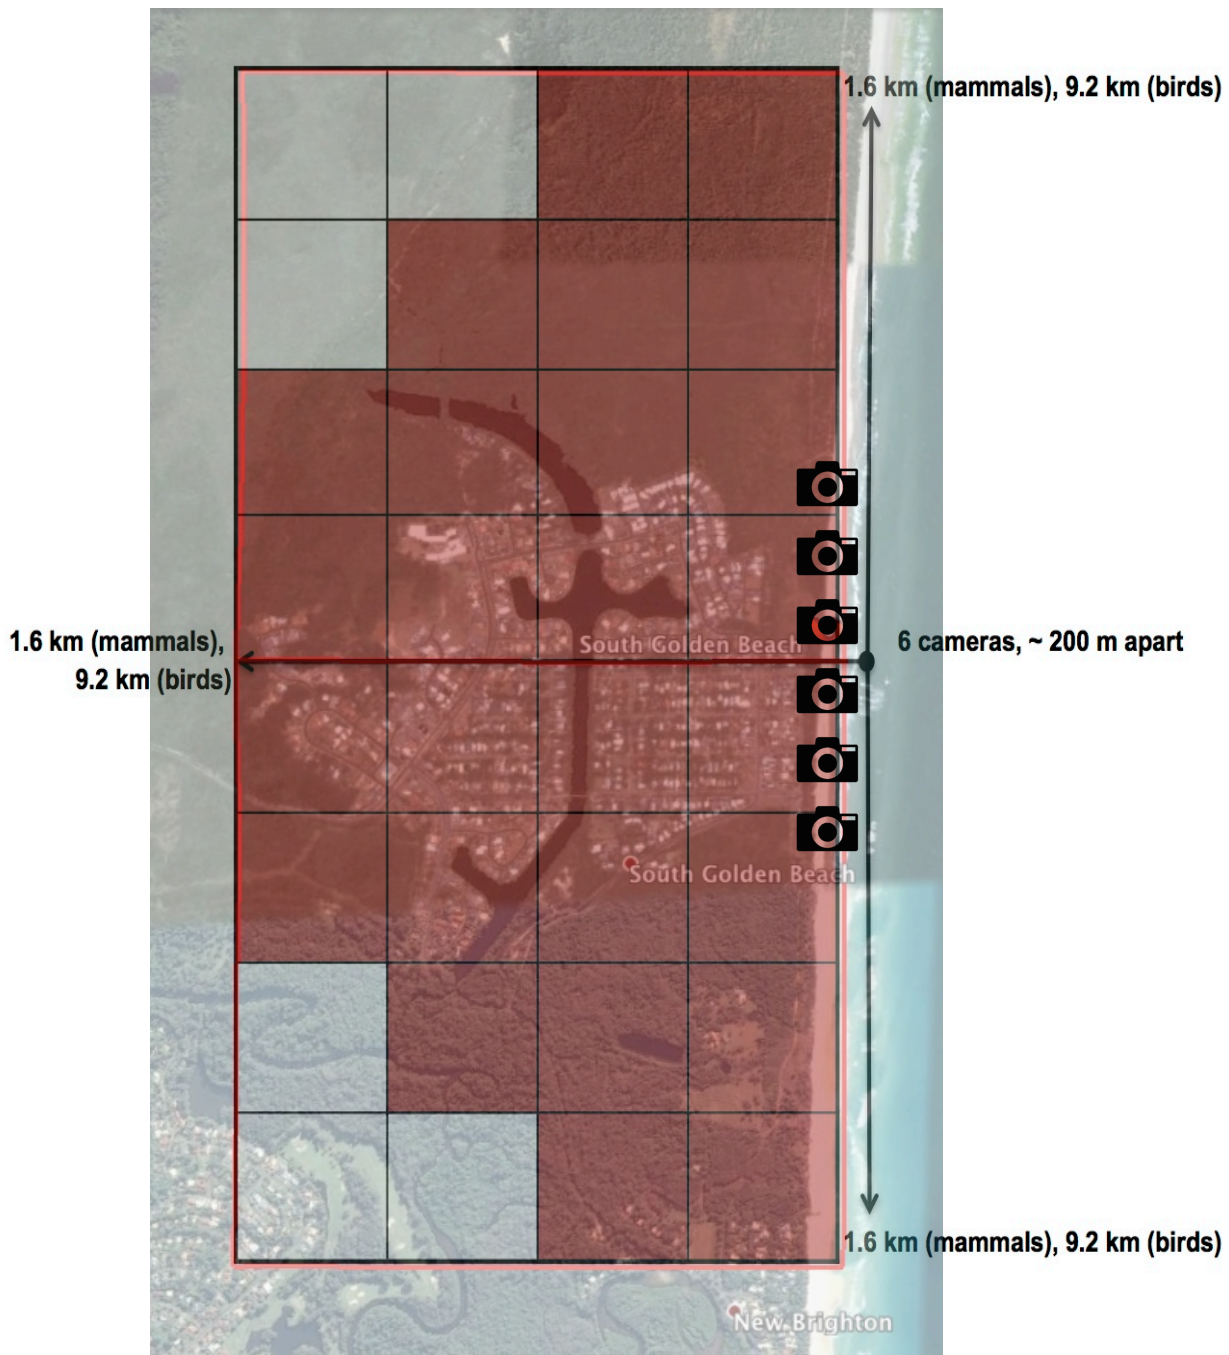 1.6 km (mammals), 9.2 km (birds)
1.6 km (mammals),
9.2 km (birds)
South Golden Beach
6 cameras, ~ 200 m apart
South Golden Beach
1.6 km (mammals), 9.2 km (birds)
New Brighton